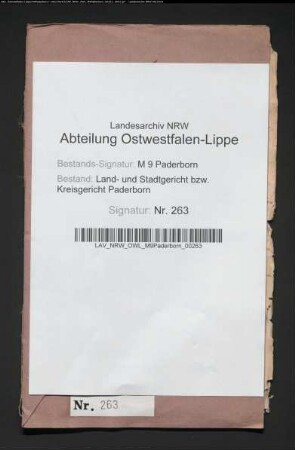 Landesarchiv NRW
Abteilung Ostwestfalen-Lippe
Bestands-Signatur: M 9 Paderborn
Bestand: Land- und Stadtgericht bzw.
Kreisgericht Paderborn
Signatur: Nr. 263
LAV_NRW_OWL_M9Paderborn_00263
Nr. 263